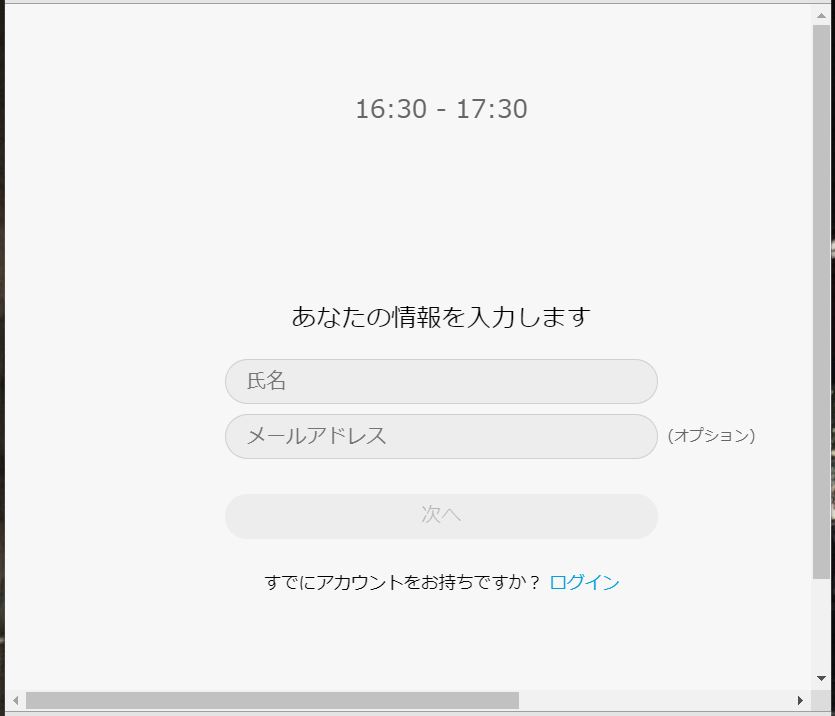 16:30 - 17:30
あなたの情報を入力します
氏名
メールアドレス (オプション)
次へ
すでにアカウントをお持ちですか？ ログイン